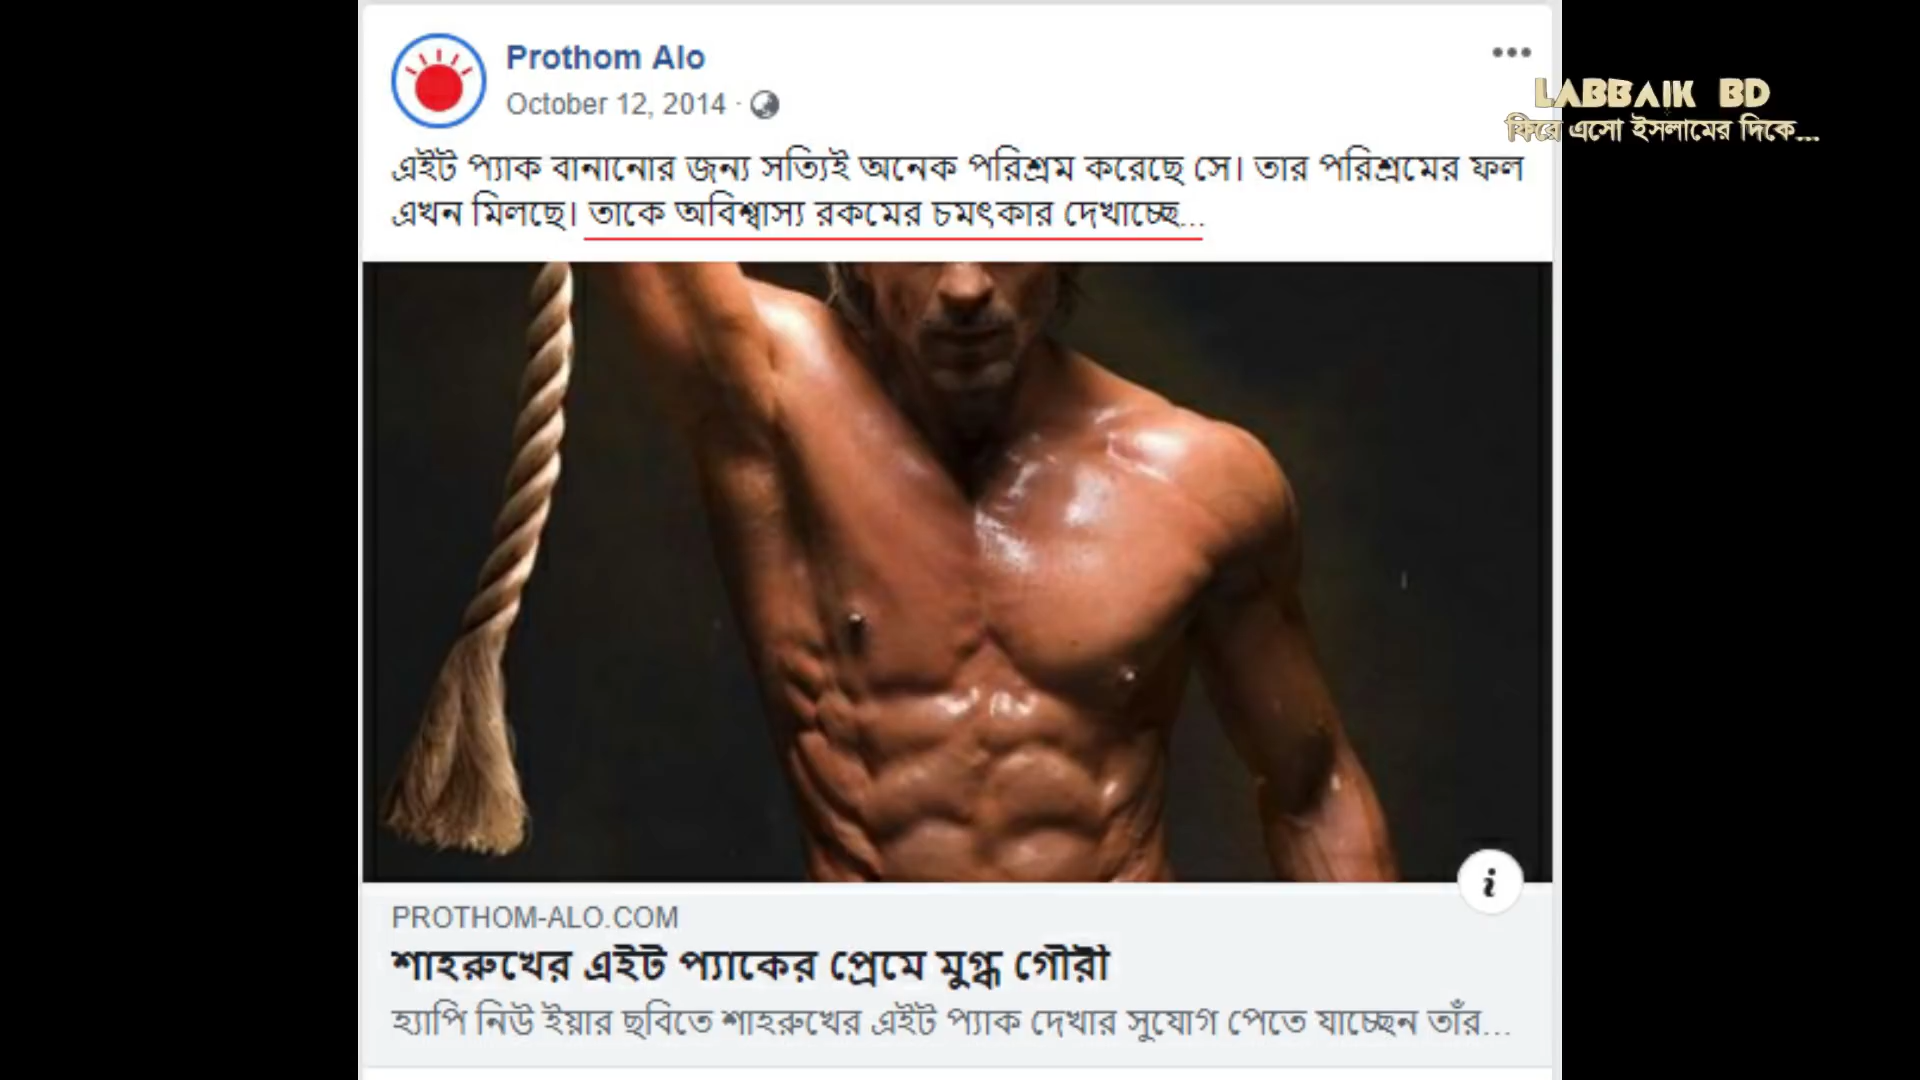 Prothom Alo
October 12, 2014 ·
LABBAIK BD
ফিরে এসো ইসলামের দিকে...
এইট প্যাক বানানোর জন্য সত্যিই অনেক পরিশ্রম করেছে সে। তার পরিশ্রমের ফল
এখন মিলছে। তাকে অবিশ্বাস্য রকমের চমৎকার দেখাচ্ছে...
i
PROTHOM-ALO.COM
শাহরুখের এইট প্যাকের প্রেমে মুগ্ধ গৌরী
হ্যাপি নিউ ইয়ার ছবিতে শাহরুখের এইট প্যাক দেখার সুযোগ পেতে যাচ্ছেন তাঁর...